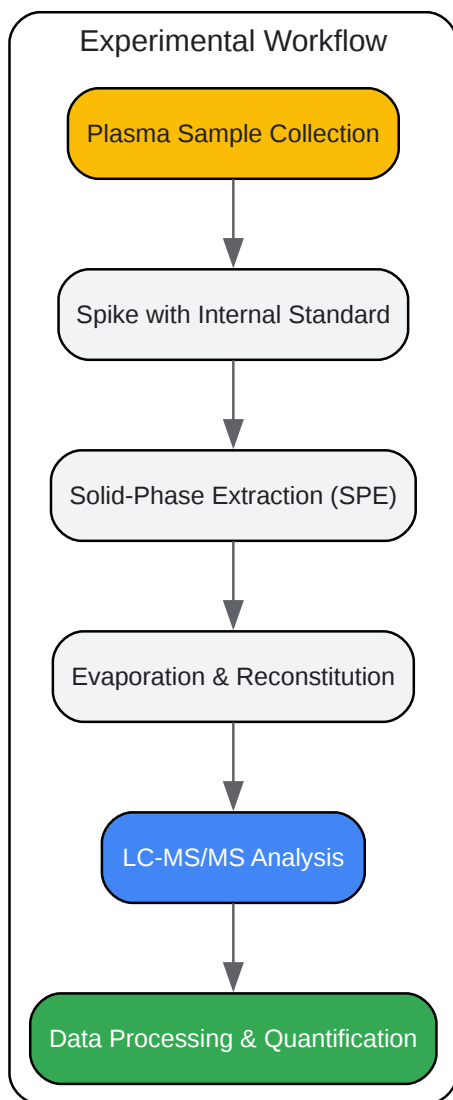 Experimental Workflow
Plasma Sample Collection
Spike with Internal Standard
Solid-Phase Extraction (SPE)
Evaporation & Reconstitution
LC-MS/MS Analysis
Data Processing & Quantification